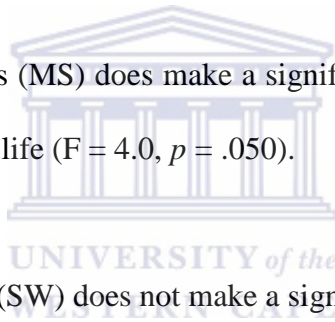 s (MS) does make a signif
life (F = 4.0, p = .050).
UNIVERSITY of the
(SW) does not make a sign
WESTERN CAPE